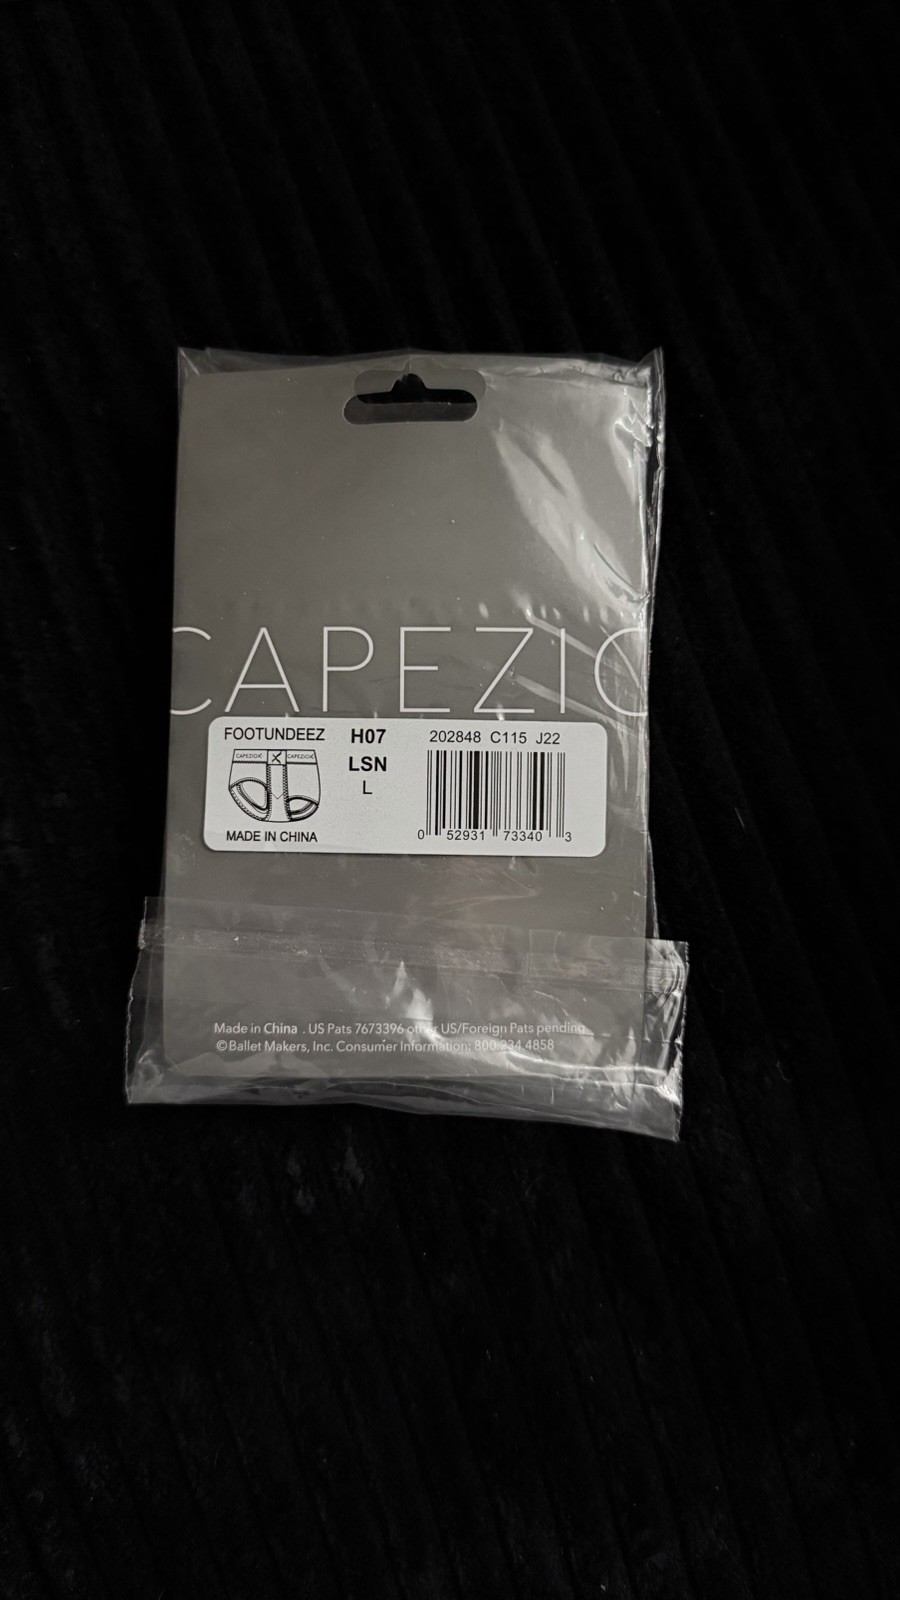 CAPEZIO
FOOTUNDEEZ
H07
202848 C115 J22
CAPEZIO X CAPEZIO
LSN
L
MADE IN CHINA
0 52931 73340 3
Made in China . US Pats 7673396 other US/Foreign Pats pending
©Ballet Makers, Inc. Consumer Information: 800.234.4858